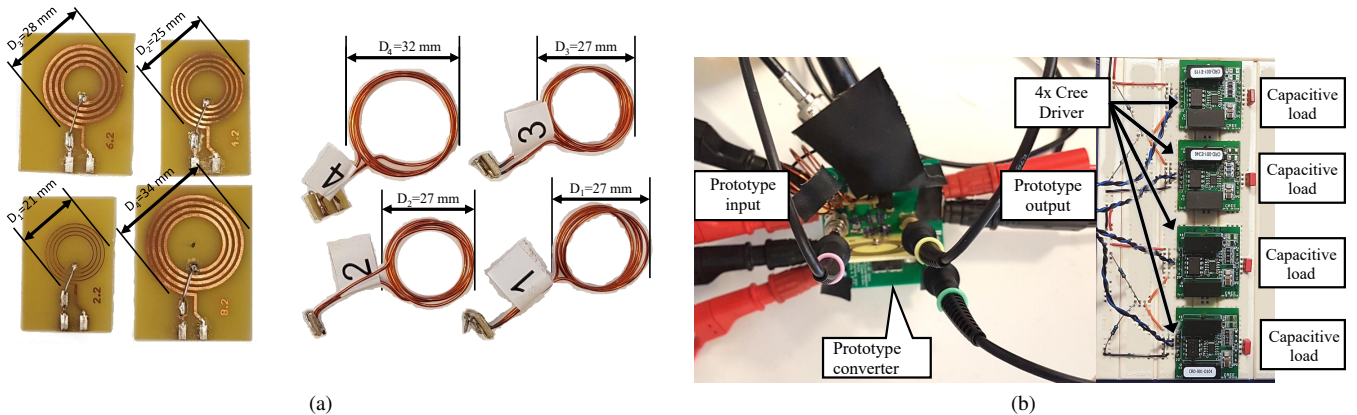 D₃=28 mm
D₂=25 mm
6.2
4.2
D₁=21 mm
D₄=34 mm
2.2
8.2
D₄=32 mm
D₃=27 mm
4
3
D₂=27 mm
D₁=27 mm
2
1
(a)
Prototype
input
Prototype
output
Prototype
converter
4x Cree
Driver
Capacitive
load
Capacitive
load
Capacitive
load
Capacitive
load
CREE
(b)